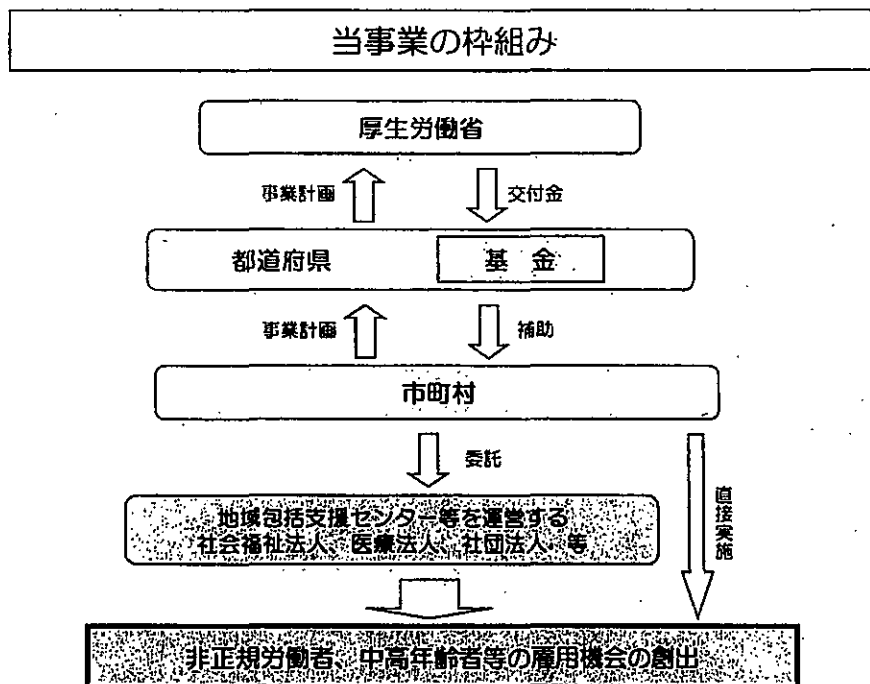 当事業の枠組み
厚生労働省
事業計画
交付金
都道府県
基　金
事業計画
補助
市町村
委託
直接実施
地域包括支援センター等を運営する
社会福祉法人、医療法人、社団法人　等
非正規労働者、中高年齢者等の雇用機会の創出